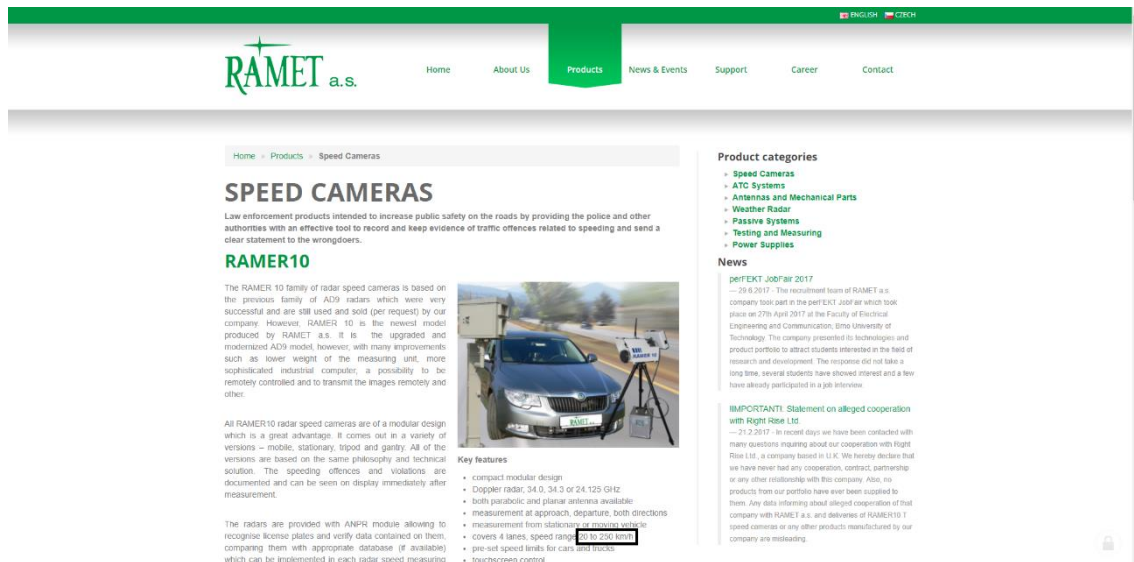 ENGLISH CZECH
RAMET a.s.
Home About Us Products News & Events Support Career Contact
Home » Products » Speed Cameras
SPEED CAMERAS
Law enforcement products intended to increase public safety on the roads by providing the police and other
authorities with an effective tool to record and keep evidence of traffic offences related to speeding and send a
clear statement to the wrongdoers.
RAMER10
The RAMER 10 family of radar speed cameras is based on
the previous family of AD9 radars which were very
successful and are still used and sold (per request) by our
company. However, RAMER 10 is the newest model
produced by RAMET a.s. It is the upgraded and
modernized AD9 model, however, with many improvements
such as lower weight of the measuring unit, more
sophisticated industrial computer, a possibility to be
remotely controlled and to transmit the images remotely and
other.
All RAMER10 radar speed cameras are of a modular design
which is a great advantage. It comes out in a variety of
versions – mobile, stationary, tripod and gantry. All of the
versions are based on the same philosophy and technical
solution. The speeding offences and violations are
documented and can be seen on display immediately after
measurement.
The radars are provided with ANPR module allowing to
recognise license plates and verify data contained on them,
comparing them with appropriate database (if available)
which can be implemented in each radar speed measuring
RAMER 10
RAMET
Key features
• compact modular design
• Doppler radar, 34.0, 34.3 or 24.125 GHz
• both parabolic and planar antenna available
• measurement at approach, departure, both directions
• measurement from stationary or moving vehicle
• covers 4 lanes, speed range 20 to 250 km/h
• pre-set speed limits for cars and trucks
• touchscreen control
Product categories
» Speed Cameras
» ATC Systems
» Antennas and Mechanical Parts
» Weather Radar
» Passive Systems
» Testing and Measuring
» Power Supplies
News
perFEKT JobFair 2017
— 29.6.2017 - The recruitment team of RAMET a.s.
company took part in the perFEKT JobFair which took
place on 27th April 2017 at the Faculty of Electrical
Engineering and Communication, Brno University of
Technology. The company presented its technologies and
product portfolio to attract students interested in the field of
research and development. The response did not take a
long time, several students have showed interest and a few
have already participated in a job interview.
!IMPORTANT!: Statement on alleged cooperation
with Right Rise Ltd.
— 21.2.2017 - In recent days we have been contacted with
many questions inquiring about our cooperation with Right
Rise Ltd., a company based in U.K. We hereby declare that
we have never had any cooperation, contract, partnership
or any other relationship with this company. Also, no
products from our portfolio have ever been supplied to
them. Any data informing about alleged cooperation of that
company with RAMET a.s. and deliveries of RAMER10 T
speed cameras or any other products manufactured by our
company are misleading.